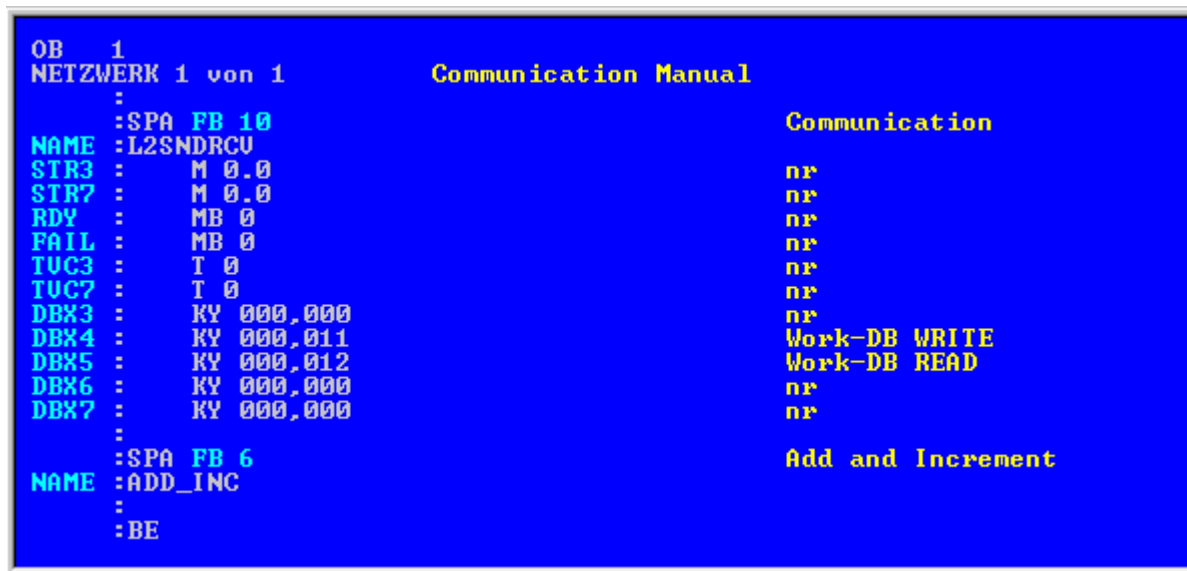 OB   1
NETZWERK 1 von 1          Communication Manual
      :
      :SPA FB 10                                   Communication
NAME :L2SNDRCV
STR3 :     M 0.0                                   nr
STR7 :     M 0.0                                   nr
RDY  :     MB 0                                    nr
FAIL :     MB 0                                    nr
TVC3 :     T 0                                     nr
TVC7 :     T 0                                     nr
DBX3 :     KY 000,000                              nr
DBX4 :     KY 000,011                              Work-DB WRITE
DBX5 :     KY 000,012                              Work-DB READ
DBX6 :     KY 000,000                              nr
DBX7 :     KY 000,000                              nr
      :
      :SPA FB 6                                    Add and Increment
NAME :ADD_INC
      :
      :BE